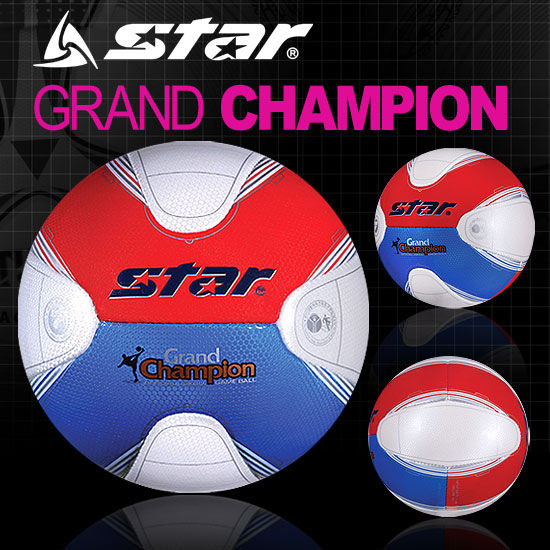 star®
GRAND CHAMPION
star®
Grand
Champion
GAME BALL
star
Grand
Champion